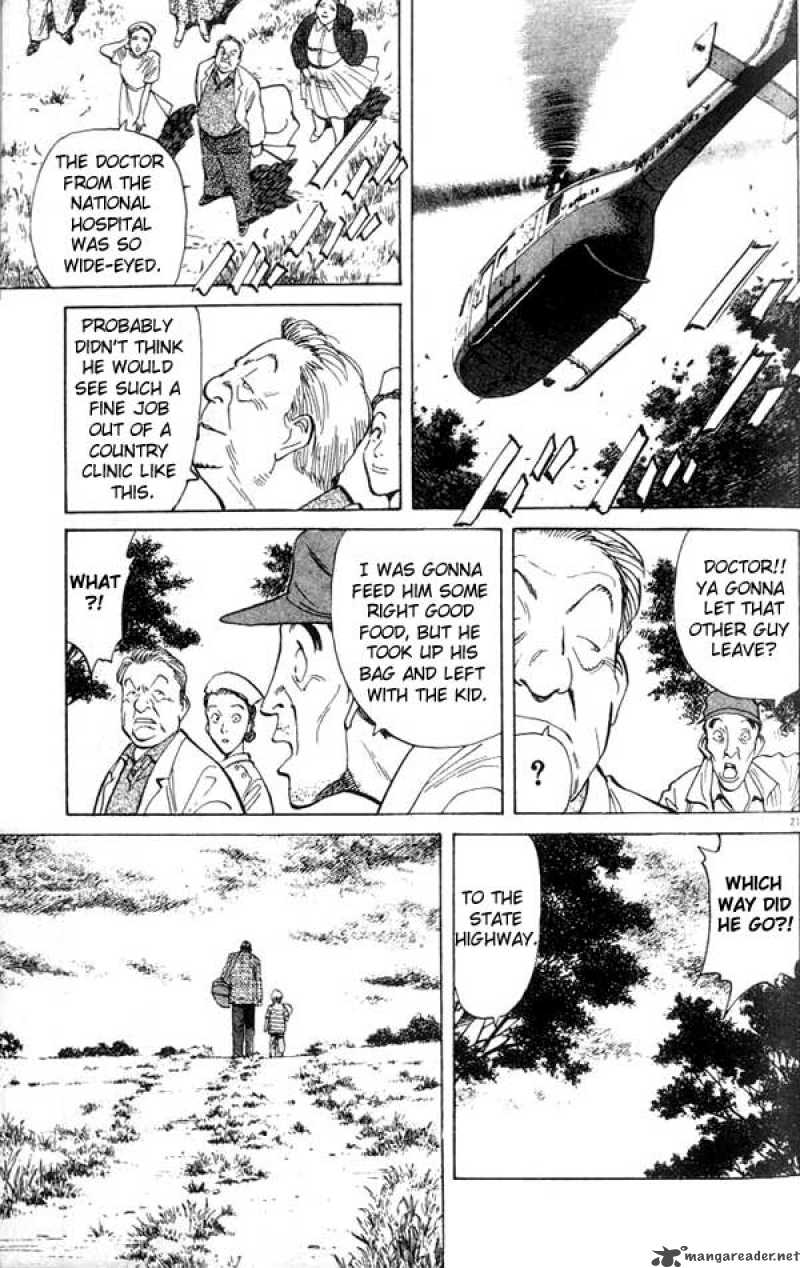 THE DOCTOR
FROM THE
NATIONAL
HOSPITAL
WAS SO
WIDE-EYED.
PROBABLY
DIDN'T THINK
HE WOULD
SEE SUCH A
FINE JOB
OUT OF A
COUNTRY
CLINIC LIKE
THIS.
DOCTOR!!
YA GONNA
LET THAT
OTHER GUY
LEAVE?
?
I WAS GONNA
FEED HIM SOME
RIGHT GOOD
FOOD, BUT HE
TOOK UP HIS
BAG AND LEFT
WITH THE KID.
WHAT
?!
21
WHICH
WAY DID
HE GO?!
TO THE
STATE
HIGHWAY.
mangareader.net